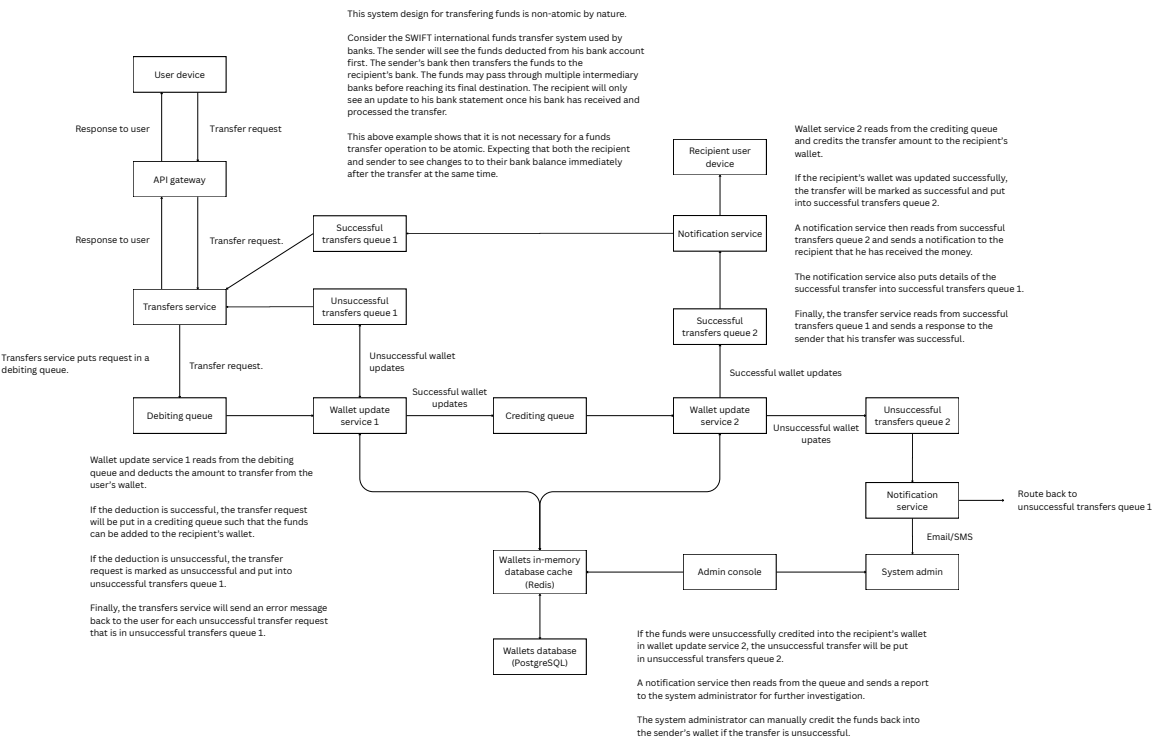 This system design for transfering funds is non-atomic by nature.
Consider the SWIFT international funds transfer system used by
banks. The sender will see the funds deducted from his bank account
first. The sender's bank then transfers the funds to the
recipient's bank. The funds may pass through multiple intermediary
banks before reaching its final destination. The recipient will only
see an update to his bank statement once his bank has received and
processed the transfer.
This above example shows that it is not necessary for a funds
transfer operation to be atomic. Expecting that both the recipient
and sender to see changes to to their bank balance immediately
after the transfer at the same time.
User device
Response to user
Transfer request
API gateway
Response to user
Transfer request.
Transfers service
Successful
transfers queue 1
Unsuccessful
transfers queue 1
Recipient user
device
Notification service
Successful
transfers queue 2
Wallet service 2 reads from the crediting queue
and credits the transfer amount to the recipient's
wallet.
If the recipient's wallet was updated successfully,
the transfer will be marked as successful and put
into successful transfers queue 2.
A notification service then reads from successful
transfers queue 2 and sends a notification to the
recipient that he has received the money.
The notification service also puts details of the
successful transfer into successful transfers queue 1.
Finally, the transfer service reads from successful
transfers queue 1 and sends a response to the
sender that his transfer was successful.
Transfers service puts request in a
debiting queue.
Transfer request.
Unsuccessful wallet
updates
Successful wallet
updates
Successful wallet updates
Debiting queue
Wallet update
service 1
Crediting queue
Wallet update
service 2
Unsuccessful wallet
upates
Unsuccessful
transfers queue 2
Wallet update service 1 reads from the debiting
queue and deducts the amount to transfer from the
user's wallet.
If the deduction is successful, the transfer request
will be put in a crediting queue such that the funds
can be added to the recipient's wallet.
If the deduction is unsuccessful, the transfer
request is marked as unsuccessful and put into
unsuccessful transfers queue 1.
Finally, the transfers service will send an error message
back to the user for each unsuccessful transfer request
that is in unsuccessful transfers queue 1.
Notification
service
Route back to
unsuccessful transfers queue 1
Email/SMS
Wallets in-memory
database cache
(Redis)
Admin console
System admin
Wallets database
(PostgreSQL)
If the funds were unsuccessfully credited into the recipient's wallet
in wallet update service 2, the unsuccessful transfer will be put
in unsuccessful transfers queue 2.
A notification service then reads from the queue and sends a report
to the system administrator for further investigation.
The system administrator can manually credit the funds back into
the sender's wallet if the transfer is unsuccessful.